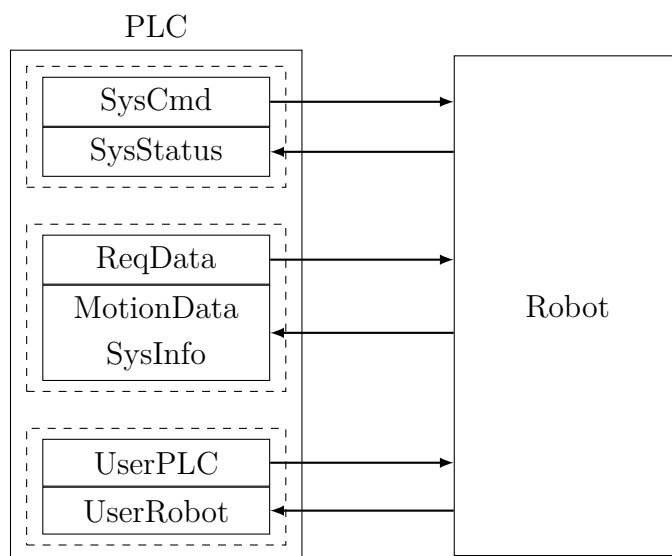 PLC
SysCmd
SysStatus
ReqData
MotionData
SysInfo
UserPLC
UserRobot
Robot